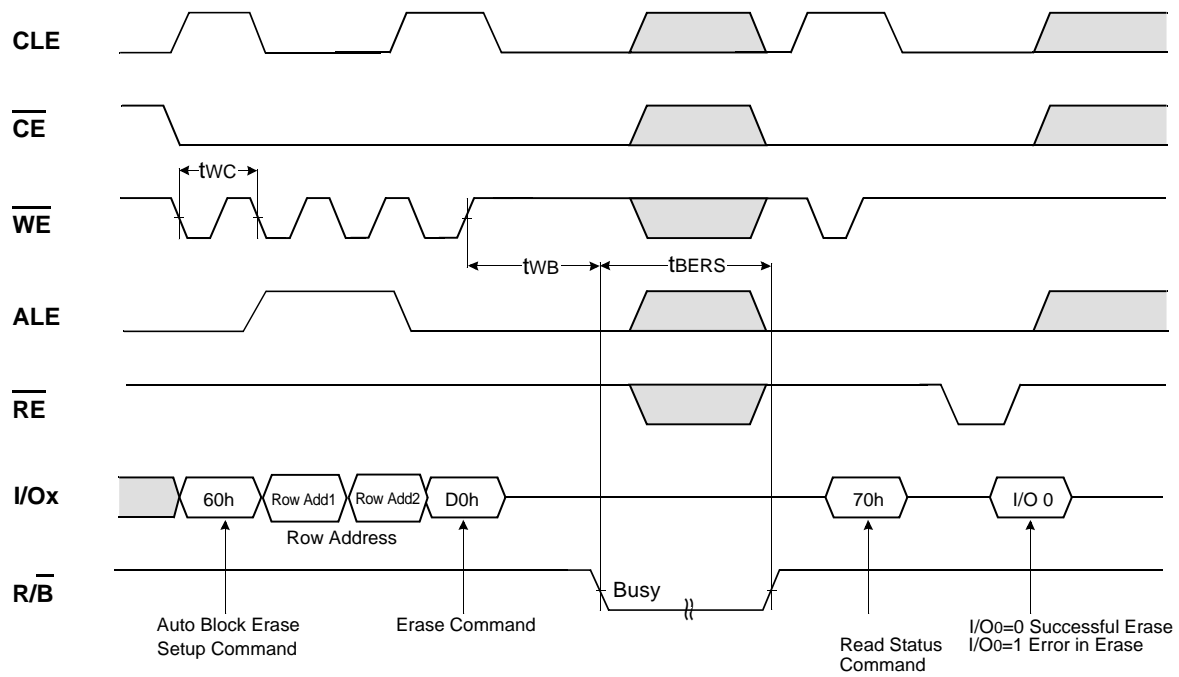 CLE
CE
tWC
WE
tWB
tBERS
ALE
RE
I/Ox
60h
Row Add1
Row Add2
D0h
70h
I/O 0
Row Address
R/B
Busy
Auto Block Erase
Setup Command
Erase Command
Read Status
Command
I/O0=0 Successful Erase
I/O0=1 Error in Erase